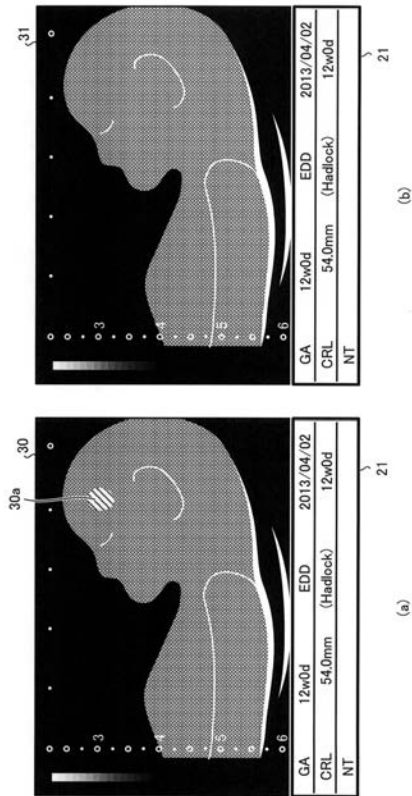 30
30a
3
4
5
6
GA 12w0d EDD 2013/04/02
CRL 54.0mm (Hadlock) 12w0d
NT
21
(a)
31
3
4
5
6
GA 12w0d EDD 2013/04/02
CRL 54.0mm (Hadlock) 12w0d
NT
21
(b)